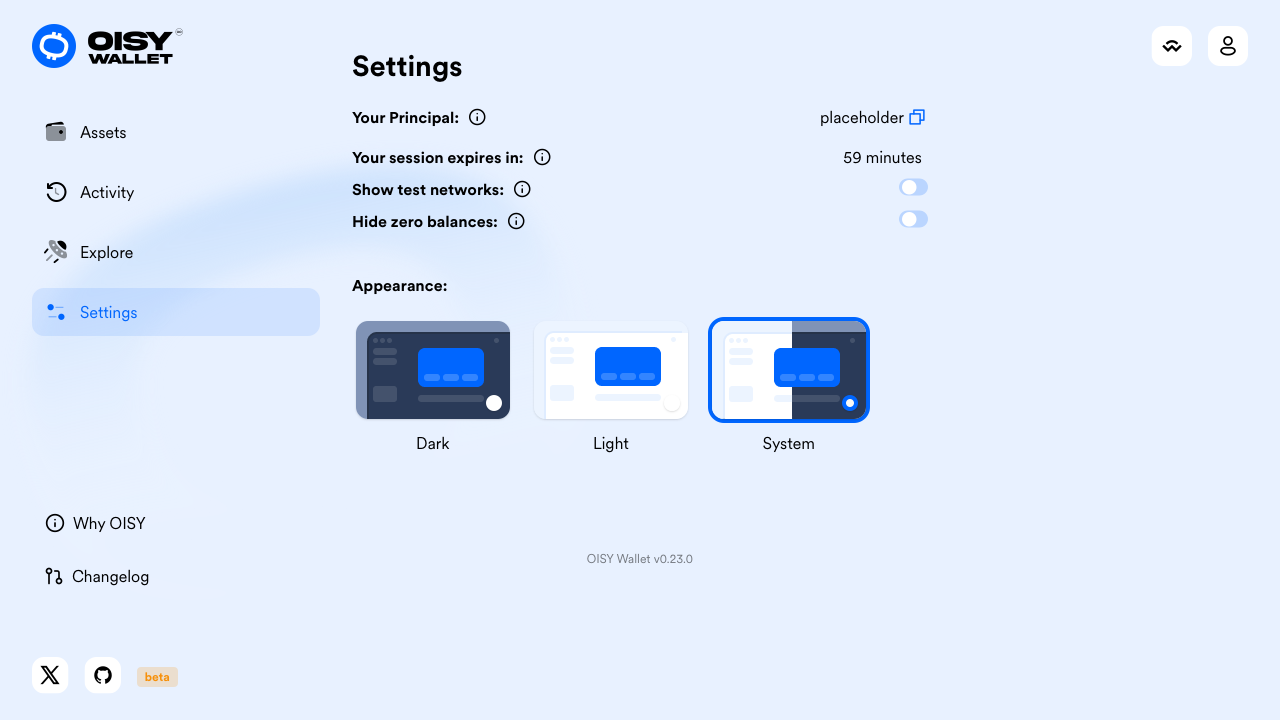 OISY
WALLET
Assets
Activity
Explore
Settings
Why OISY
Changelog
beta
Settings
Your Principal:
placeholder
Your session expires in:
59 minutes
Show test networks:
Hide zero balances:
Appearance:
Dark
Light
System
OISY Wallet v0.23.0